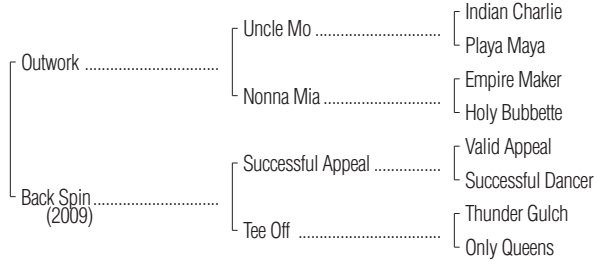 Indian Charlie
Uncle Mo
Playa Maya
Outwork
Empire Maker
Nonna Mia
Holy Bubbette
Valid Appeal
Successful Appeal
Successful Dancer
Back Spin
(2009)
Thunder Gulch
Tee Off
Only Queens